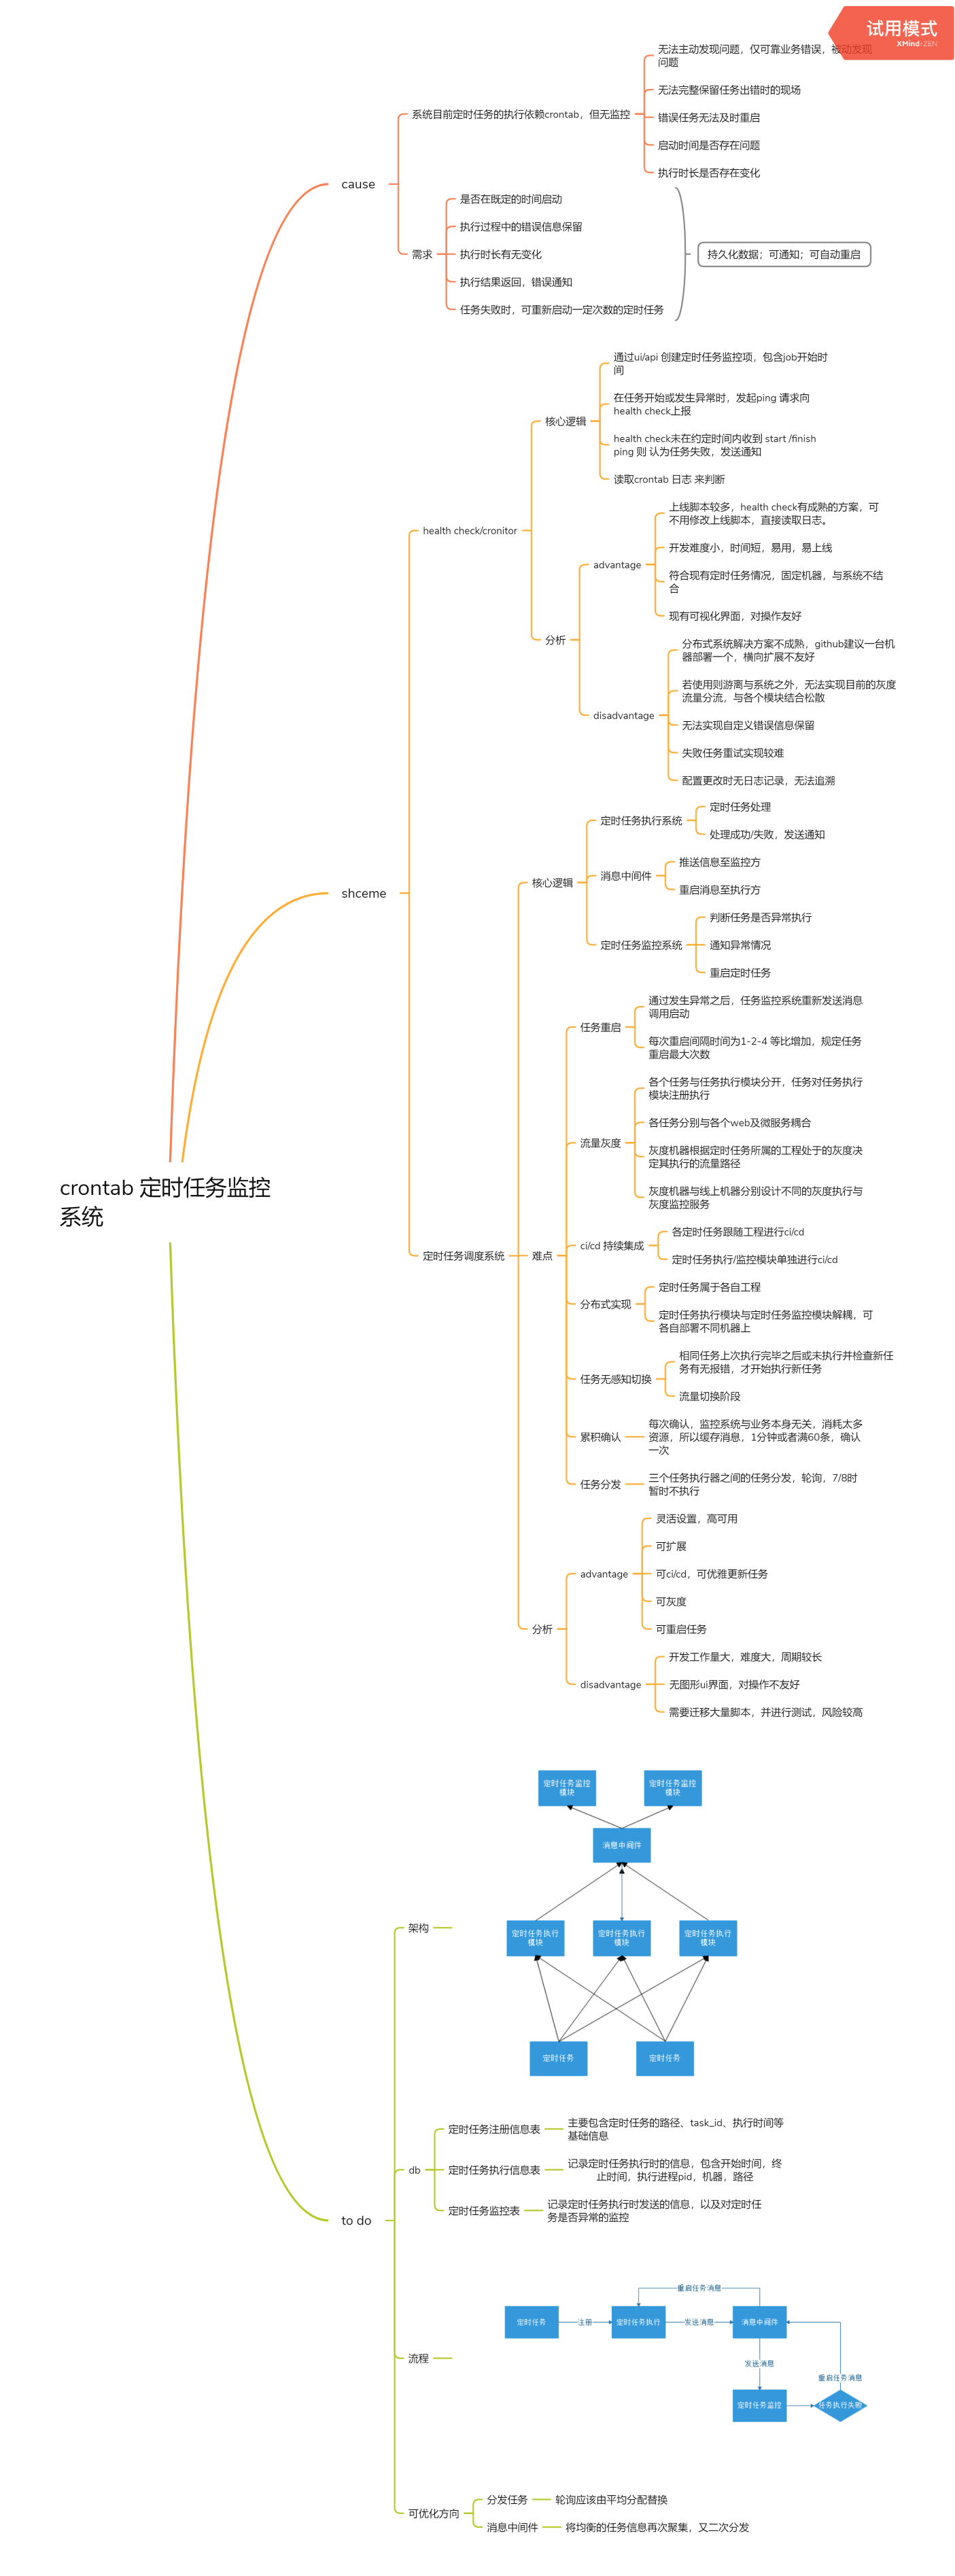 试用模式
XMind:ZEN
无法主动发现问题，仅可靠业务错误，被动发现
问题
无法完整保留任务出错时的现场
系统目前定时任务的执行依赖crontab，但无监控
错误任务无法及时重启
启动时间是否存在问题
执行时长是否存在变化
cause
是否在既定的时间启动
执行过程中的错误信息保留
需求
执行时长有无变化
持久化数据；可通知；可自动重启
执行结果返回，错误通知
任务失败时，可重新启动一定次数的定时任务
通过ui/api 创建定时任务监控项，包含job开始时
间
在任务开始或发生异常时，发起ping 请求向
health check上报
核心逻辑
health check未在约定时间内收到 start /finish
ping 则 认为任务失败，发送通知
读取crontab 日志 来判断
health check/cronitor
上线脚本较多，health check有成熟的方案，可
不用修改上线脚本，直接读取日志。
开发难度小，时间短，易用，易上线
advantage
符合现有定时任务情况，固定机器，与系统不结
合
现有可视化界面，对操作友好
分析
分布式系统解决方案不成熟，github建议一台机
器部署一个，横向扩展不友好
若使用则游离与系统之外，无法实现目前的灰度
流量分流，与各个模块结合松散
disadvantage
无法实现自定义错误信息保留
失败任务重试实现较难
配置更改时无日志记录，无法追溯
shceme
定时任务处理
定时任务执行系统
处理成功/失败，发送通知
推送信息至监控方
核心逻辑
消息中间件
重启消息至执行方
判断任务是否异常执行
定时任务监控系统
通知异常情况
重启定时任务
通过发生异常之后，任务监控系统重新发送消息
调用启动
任务重启
每次重启间隔时间为1-2-4 等比增加，规定任务
重启最大次数
各个任务与任务执行模块分开，任务对任务执行
模块注册执行
各任务分别与各个web及微服务耦合
流量灰度
灰度机器根据定时任务所属的工程处于的灰度决
定其执行的流量路径
灰度机器与线上机器分别设计不同的灰度执行与
灰度监控服务
各定时任务跟随工程进行ci/cd
ci/cd 持续集成
定时任务执行/监控模块单独进行ci/cd
定时任务调度系统
难点
定时任务属于各自工程
分布式实现
定时任务执行模块与定时任务监控模块解耦，可
各自部署不同机器上
相同任务上次执行完毕之后或未执行并检查新任
务有无报错，才开始执行新任务
任务无感知切换
流量切换阶段
每次确认，监控系统与业务本身无关，消耗太多
资源，所以缓存消息，1分钟或者满60条，确认
一次
累积确认
三个任务执行器之间的任务分发，轮询，7/8时
暂时不执行
任务分发
灵活设置，高可用
可扩展
advantage
可ci/cd，可优雅更新任务
可灰度
可重启任务
分析
开发工作量大，难度大，周期较长
disadvantage
无图形ui界面，对操作不友好
需要迁移大量脚本，并进行测试，风险较高
crontab 定时任务监控
系统
定时任务监控
模块
定时任务监控
模块
消息中间件
架构
定时任务执行
模块
定时任务执行
模块
定时任务执行
模块
定时任务
定时任务
定时任务注册信息表
主要包含定时任务的路径、task_id、执行时间等
基础信息
db
定时任务执行信息表
记录定时任务执行时的信息，包含开始时间，终
止时间，执行进程pid，机器，路径
定时任务监控表
记录定时任务执行时发送的信息，以及对定时任
务是否异常的监控
to do
重启任务消息
定时任务
注册
定时任务执行
发送消息
消息中间件
发送消息
流程
重启任务消息
定时任务监控
任务执行失败
分发任务
轮询应该由平均分配替换
可优化方向
消息中间件
将均衡的任务信息再次聚集，又二次分发